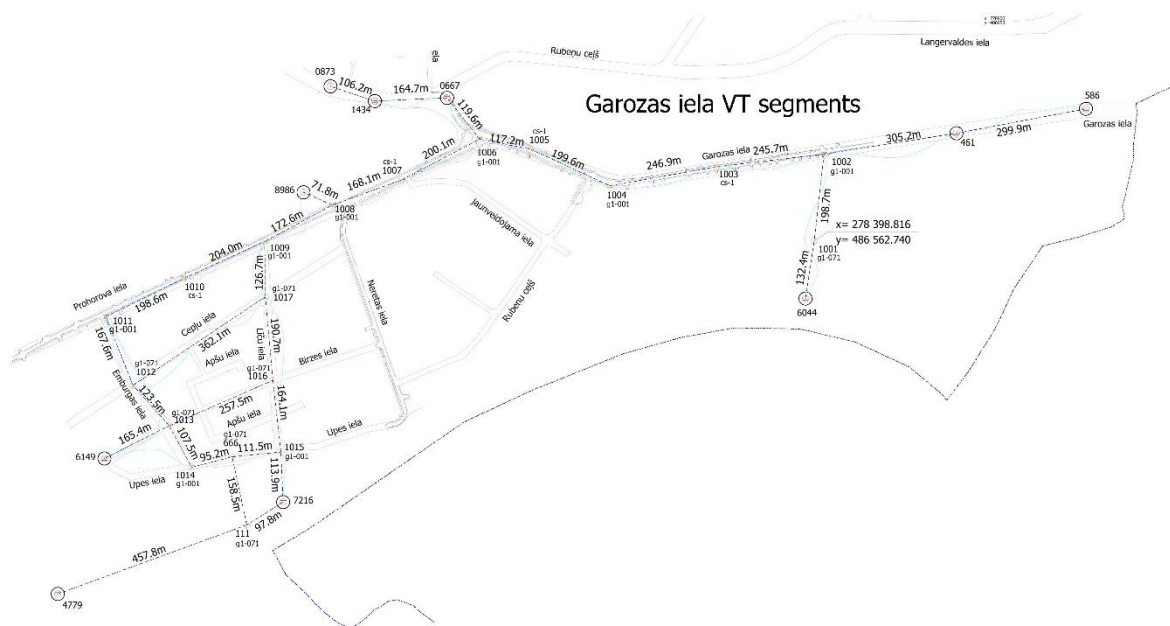 x=278400
Langervaldes iela
Rubeņu ceļš
ela
0873
106.2m
1434
164.7m
0667
119.6m
Garozas iela VT segments
586
Garozas iela
299.9m
461
305.2m
1002
g1-001
245.7m
Garozas iela
1003
cs-1
246.9m
1004
g1-001
199.6m
cs-1
1005
117.2m
1006
g1-001
200.1m
cs-1
1007
168.1m
8986
71.8m
1008
g1-001
172.6m
Jaunveidojama iela
Rubeņu ceļš
Neretas iela
198.7m
x= 278 398.816
y= 486 562.740
1001
g1-071
132.4m
6044
204.0m
1009
g1-001
126.7m
1010
cs-1
198.6m
Prohorova iela
1011
g1-001
167.6m
g1-071
1017
Cepļu iela
362.1m
Līču iela
190.7m
g1-071
1012
Apšu iela
Birzes iela
g1-071
1016
Emburgas iela
123.5m
g1-071
1013
257.5m
Apšu iela
164.1m
165.4m
6149
107.5m
g1-071
666
95.2m
111.5m
1015
g1-001
Upes iela
1014
g1-001
Upes iela
158.5m
113.9m
7216
97.8m
111
g1-071
457.8m
4779